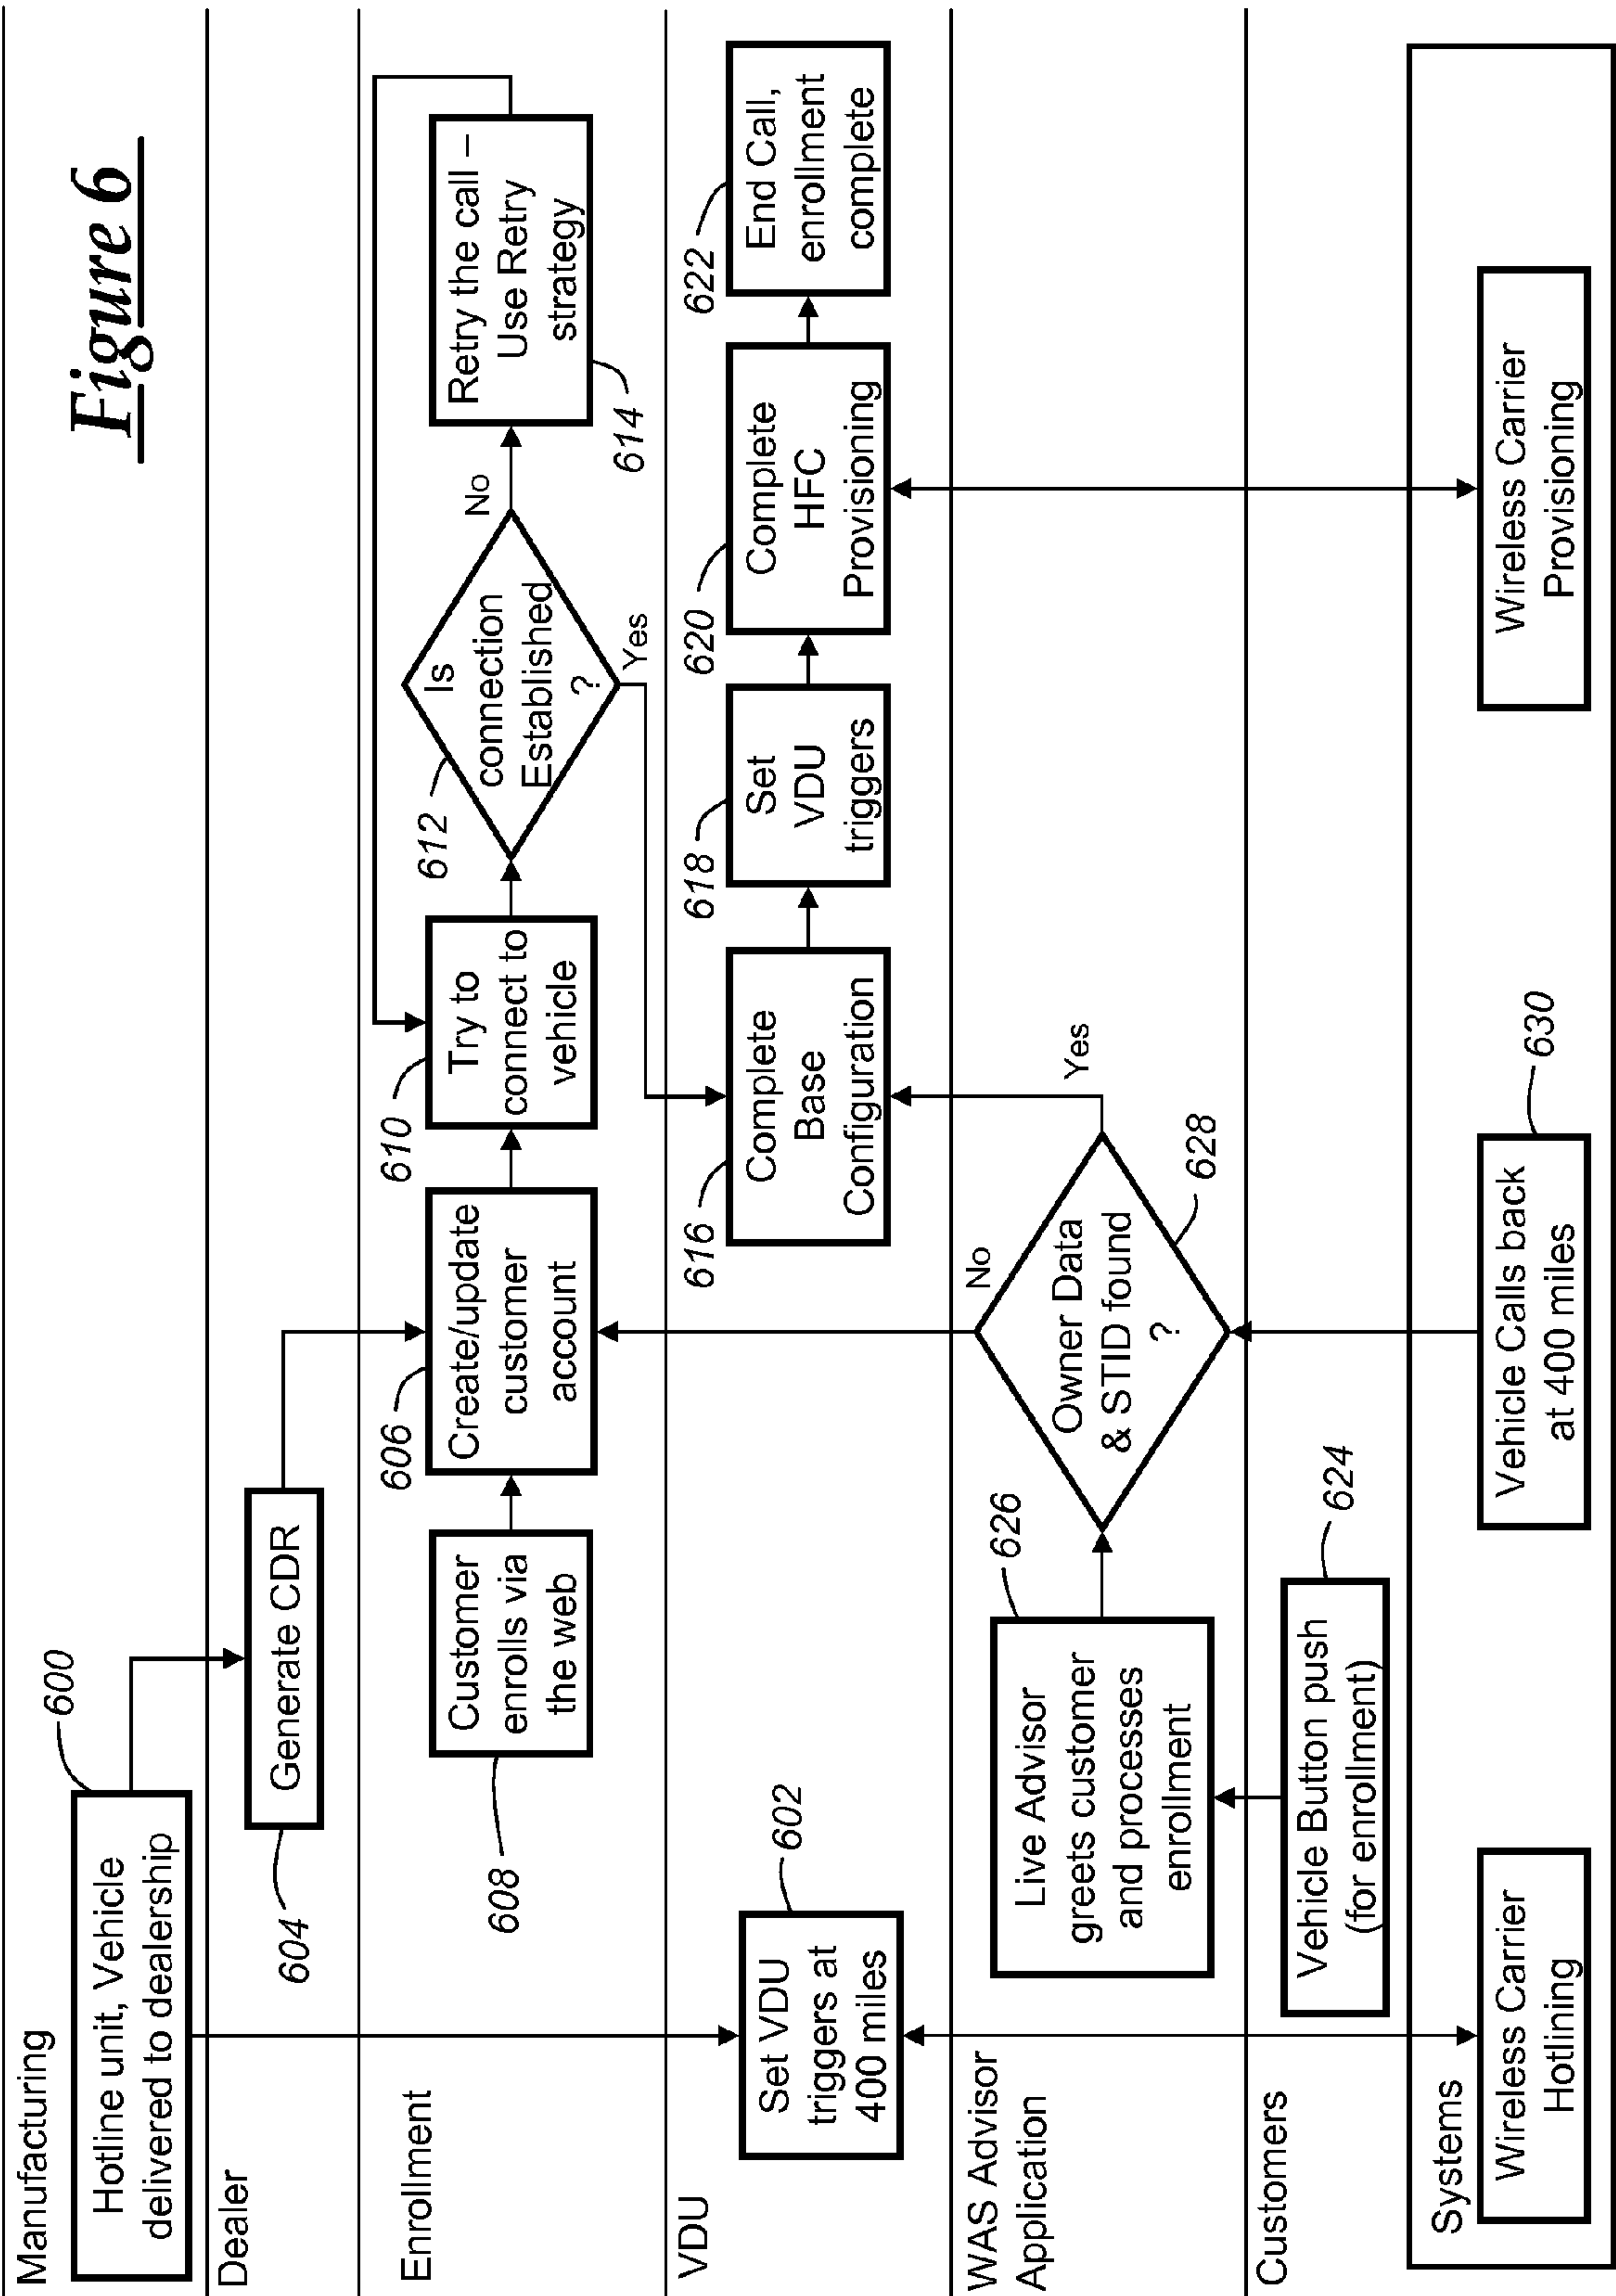 Figure 6
Manufacturing
Hotline unit, Vehicle
delivered to dealership
600
Dealer
Generate CDR
604
Enrollment
Customer
enrolls via
the web
608
Create/update
customer
account
606
Try to
connect to
vehicle
610
Is
connection
Established
?
612
No
Yes
Retry the call –
Use Retry
strategy
614
VDU
Set VDU
triggers at
400 miles
602
Complete
Base
Configuration
616
Set
VDU
triggers
618
Complete
HFC
Provisioning
620
End Call,
enrollment
complete
622
WAS Advisor
Application
Live Advisor
greets customer
and processes
enrollment
626
Owner Data
& STID found
?
628
No
Yes
Customers
Vehicle Button push
(for enrollment)
624
Systems
Wireless Carrier
Hotlining
Vehicle Calls back
at 400 miles
630
Wireless Carrier
Provisioning